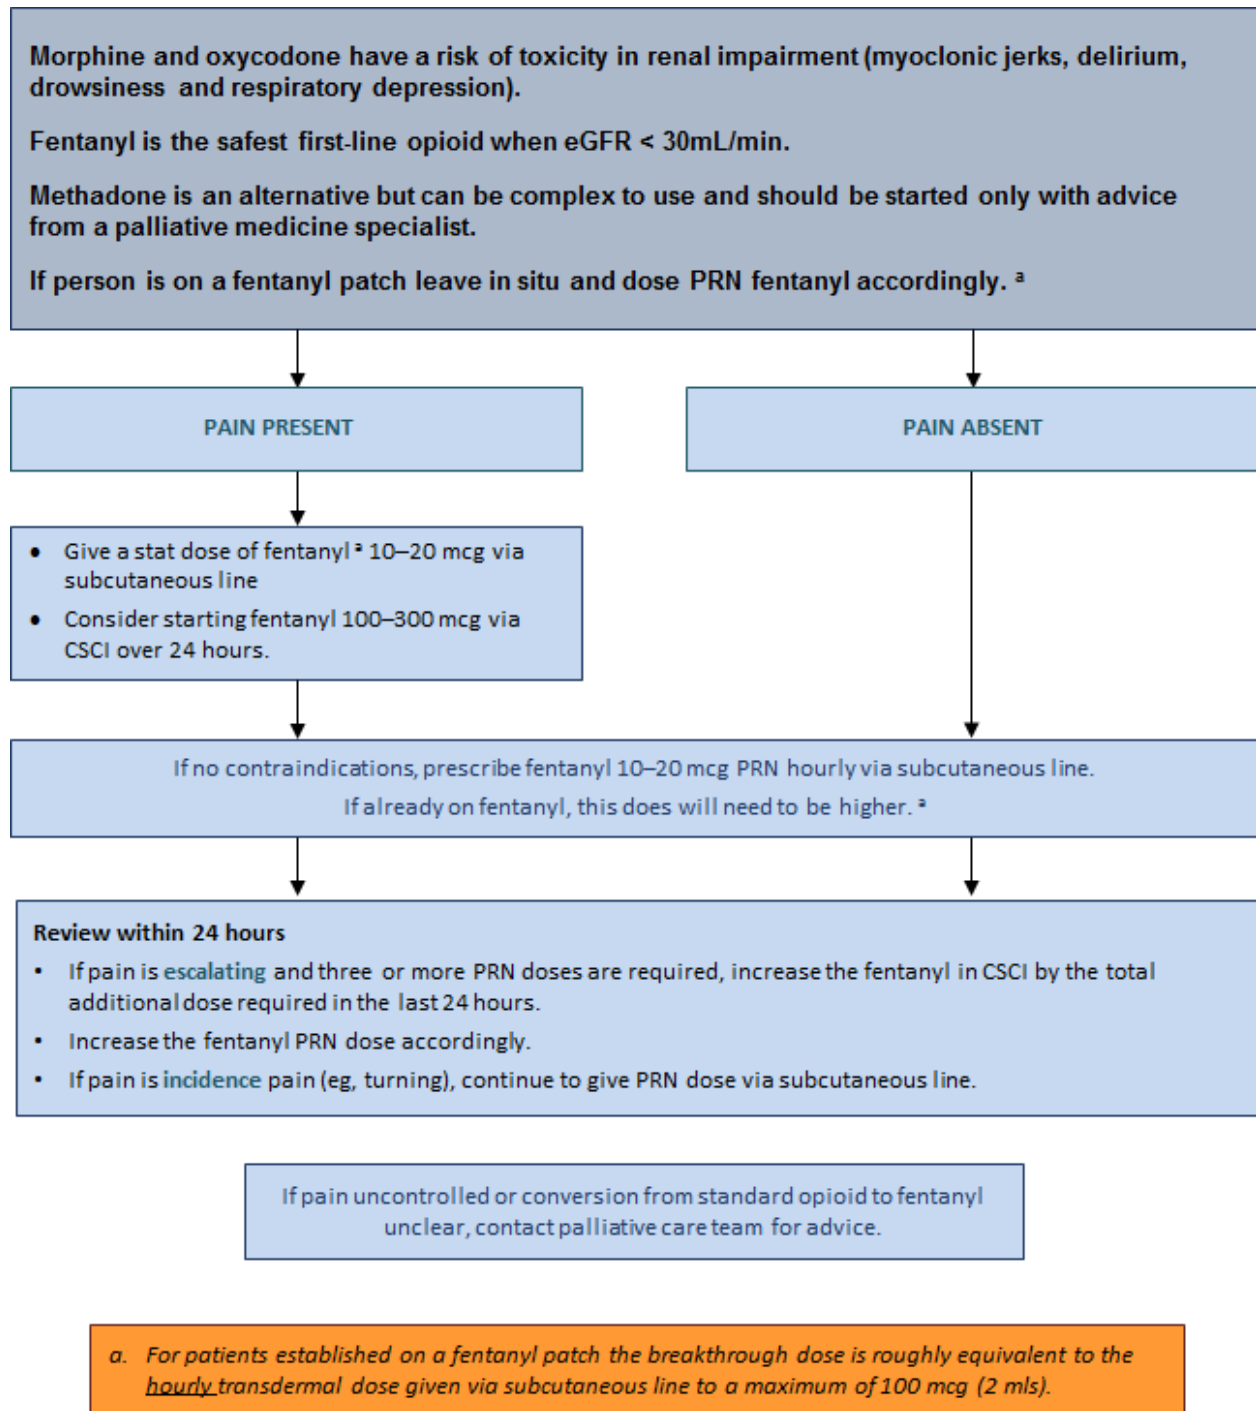 Morphine and oxycodone have a risk of toxicity in renal impairment (myoclonic jerks, delirium,
drowsiness and respiratory depression).
Fentanyl is the safest first-line opioid when eGFR < 30mL/min.
Methadone is an alternative but can be complex to use and should be started only with advice
from a palliative medicine specialist.
If person is on a fentanyl patch leave in situ and dose PRN fentanyl accordingly. ᵃ
PAIN PRESENT
PAIN ABSENT
• Give a stat dose of fentanyl ᵃ 10–20 mcg via
subcutaneous line
• Consider starting fentanyl 100–300 mcg via
CSCI over 24 hours.
If no contraindications, prescribe fentanyl 10–20 mcg PRN hourly via subcutaneous line.
If already on fentanyl, this does will need to be higher. ᵃ
Review within 24 hours
• If pain is escalating and three or more PRN doses are required, increase the fentanyl in CSCI by the total
additional dose required in the last 24 hours.
• Increase the fentanyl PRN dose accordingly.
• If pain is incidence pain (eg, turning), continue to give PRN dose via subcutaneous line.
If pain uncontrolled or conversion from standard opioid to fentanyl
unclear, contact palliative care team for advice.
a. For patients established on a fentanyl patch the breakthrough dose is roughly equivalent to the
hourly transdermal dose given via subcutaneous line to a maximum of 100 mcg (2 mls).